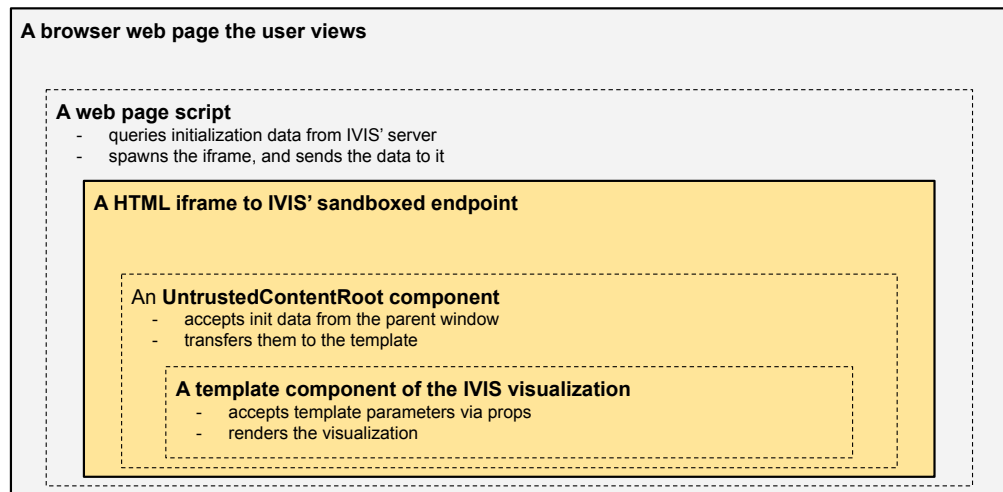 A browser web page the user views
A web page script
- queries initialization data from IVIS' server
- spawns the iframe, and sends the data to it
A HTML iframe to IVIS' sandboxed endpoint
An UntrustedContentRoot component
- accepts init data from the parent window
- transfers them to the template
A template component of the IVIS visualization
- accepts template parameters via props
- renders the visualization